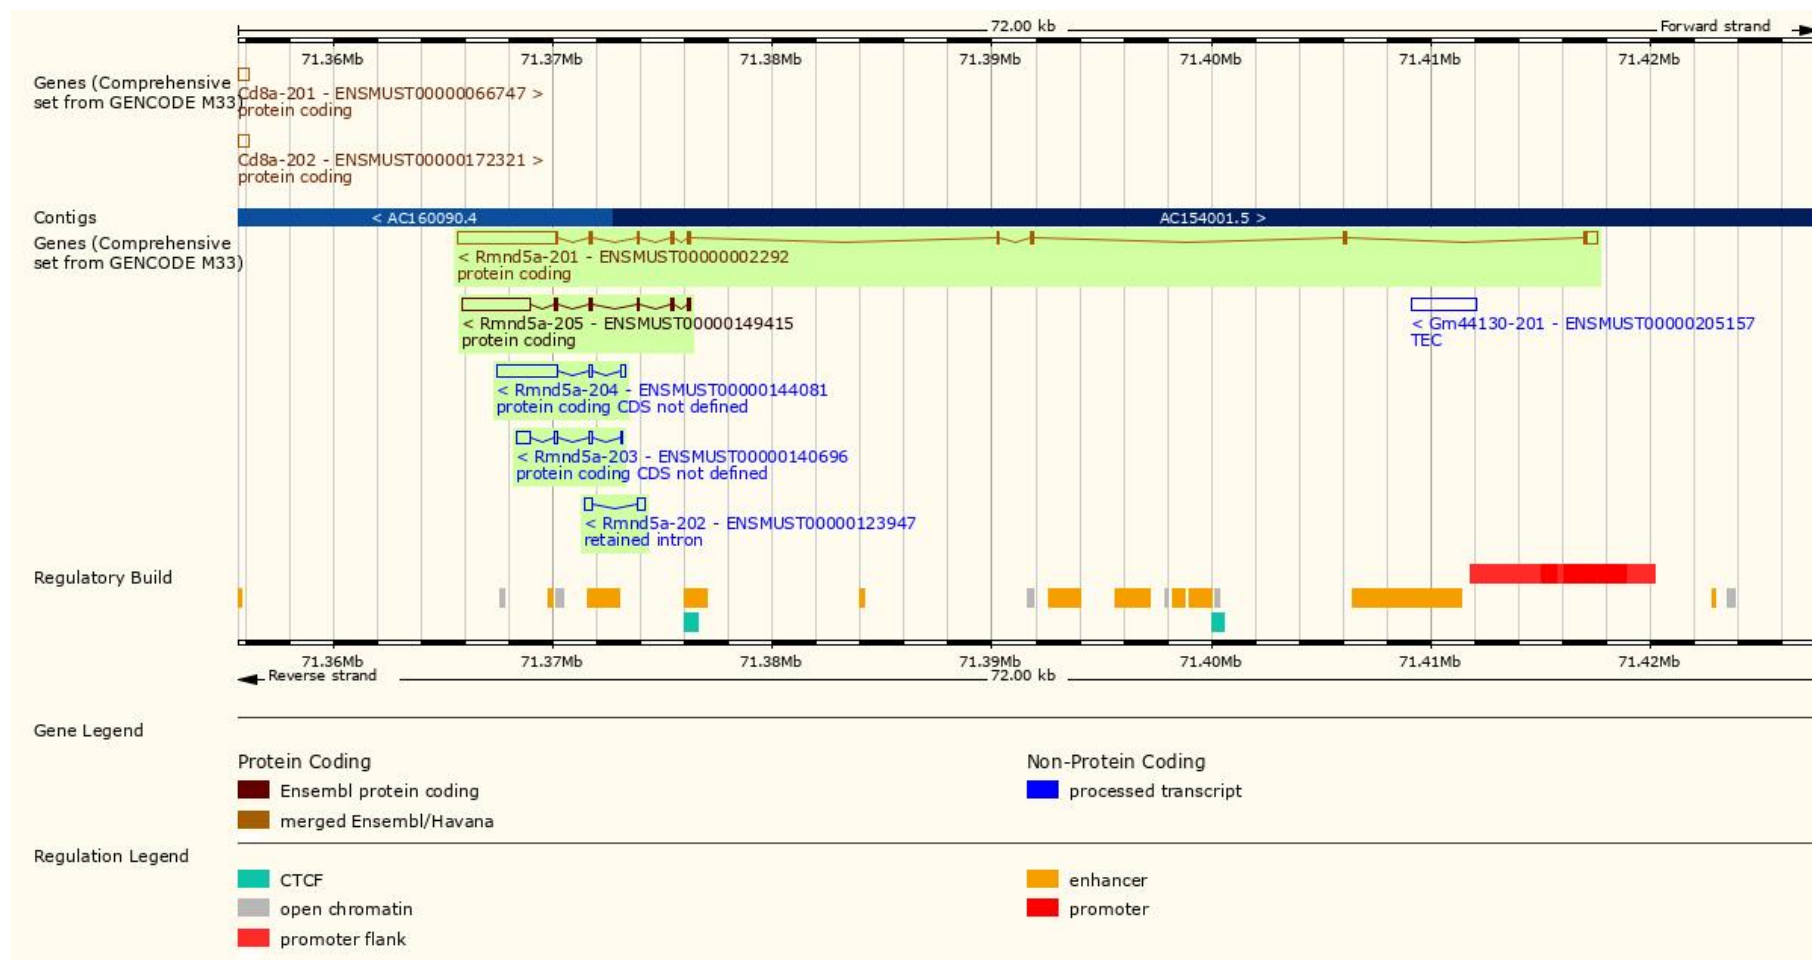 72.00 kb Forward strand
71.36Mb 71.37Mb 71.38Mb 71.39Mb 71.40Mb 71.41Mb 71.42Mb
Genes (Comprehensive
set from GENCODE M33)
Cd8a-201 - ENSMUST00000066747 >
protein coding
Cd8a-202 - ENSMUST00000172321 >
protein coding
Contigs < AC160090.4 AC154001.5 >
Genes (Comprehensive
set from GENCODE M33)
< Rmnd5a-201 - ENSMUST00000002292
protein coding
< Rmnd5a-205 - ENSMUST00000149415 < Gm44130-201 - ENSMUST00000205157
protein coding TEC
< Rmnd5a-204 - ENSMUST00000144081
protein coding CDS not defined
< Rmnd5a-203 - ENSMUST00000140696
protein coding CDS not defined
< Rmnd5a-202 - ENSMUST00000123947
retained intron
Regulatory Build
71.36Mb 71.37Mb 71.38Mb 71.39Mb 71.40Mb 71.41Mb 71.42Mb
Reverse strand 72.00 kb
Gene Legend
Protein Coding Non-Protein Coding
Ensembl protein coding processed transcript
merged Ensembl/Havana
Regulation Legend
CTCF enhancer
open chromatin promoter
promoter flank